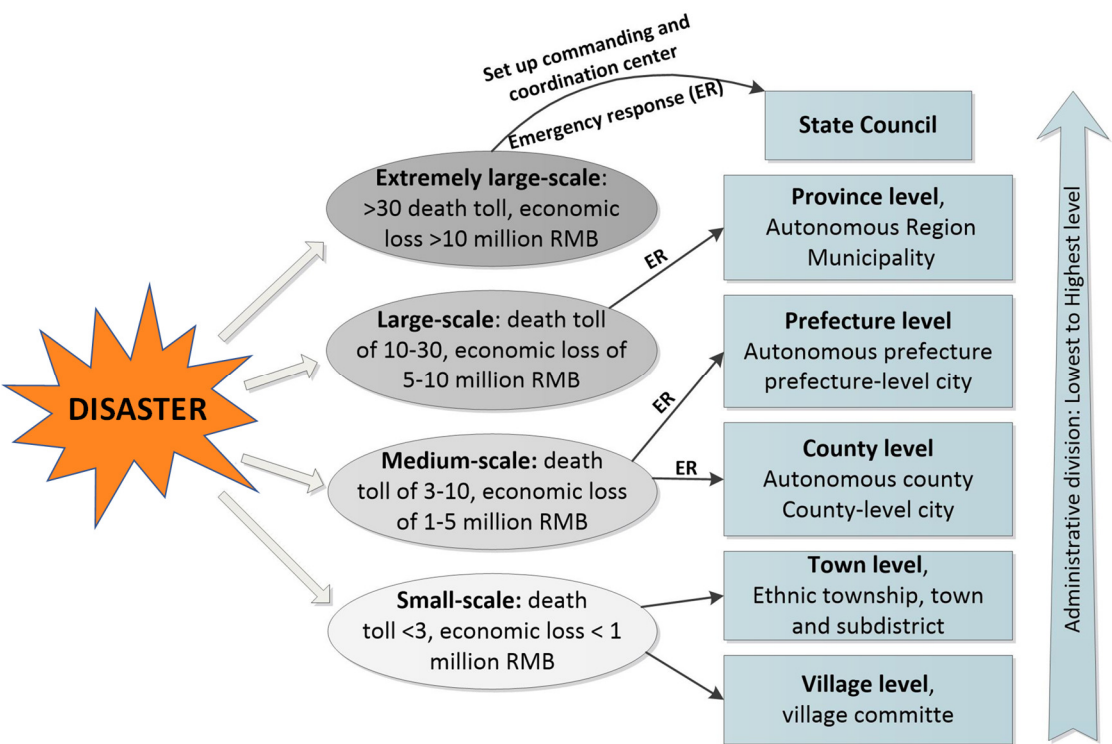 Set up commanding and
coordination center
Emergency response (ER)
State Council
Extremely large-scale:
>30 death toll, economic
loss >10 million RMB
ER
Province level,
Autonomous Region
Municipality
Large-scale: death toll
of 10-30, economic loss of
5-10 million RMB
ER
Prefecture level
Autonomous prefecture
prefecture-level city
DISASTER
Medium-scale: death
toll of 3-10, economic loss
of 1-5 million RMB
ER
County level
Autonomous county
County-level city
Small-scale: death
toll <3, economic loss < 1
million RMB
Town level,
Ethnic township, town
and subdistrict
Village level,
village committe
Administrative division: Lowest to Highest level